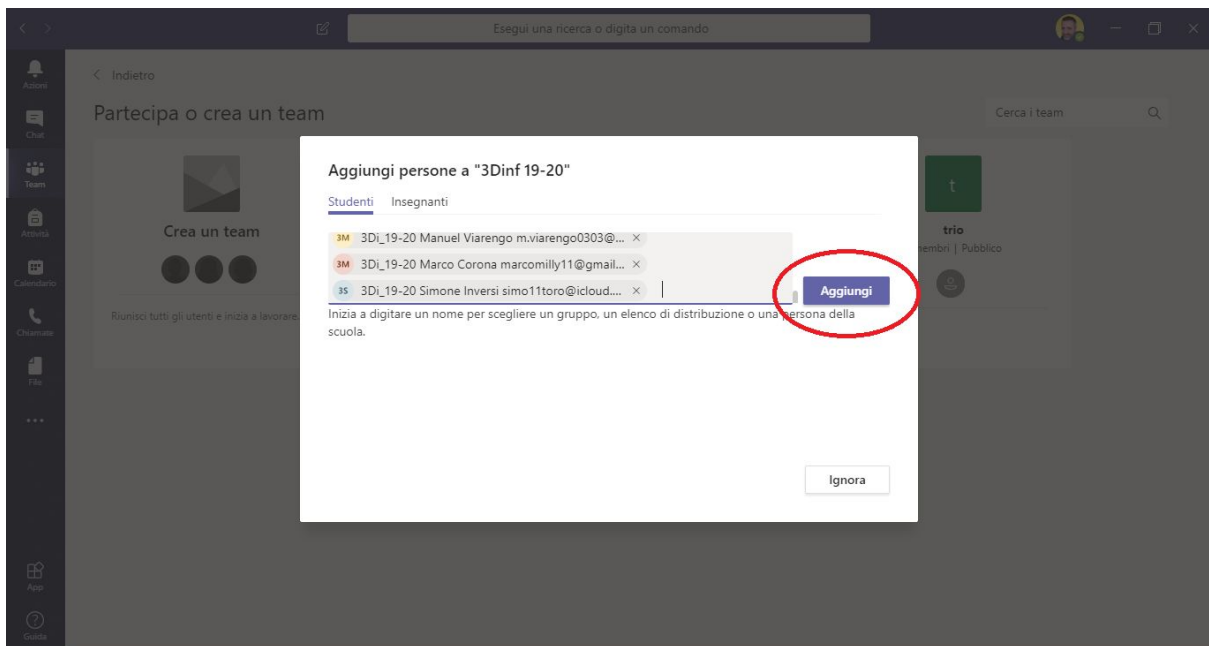 Esegui una ricerca o digita un comando
Azioni
Indietro
Chat
Partecipa o crea un team
Cerca i team
Team
Aggiungi persone a "3Dinf 19-20"
t
Studenti Insegnanti
Attività
Crea un team
3M 3Di_19-20 Manuel Viarengo m.viarengo0303@...
trio
membri | Pubblico
3M 3Di_19-20 Marco Corona marcomilly11@gmail...
Calendario
3S 3Di_19-20 Simone Inversi simo11toro@icloud....
Aggiungi
Riunisci tutti gli utenti e inizia a lavorare.
Inizia a digitare un nome per scegliere un gruppo, un elenco di distribuzione o una persona della
scuola.
Chiamate
File
Ignora
App
Guida